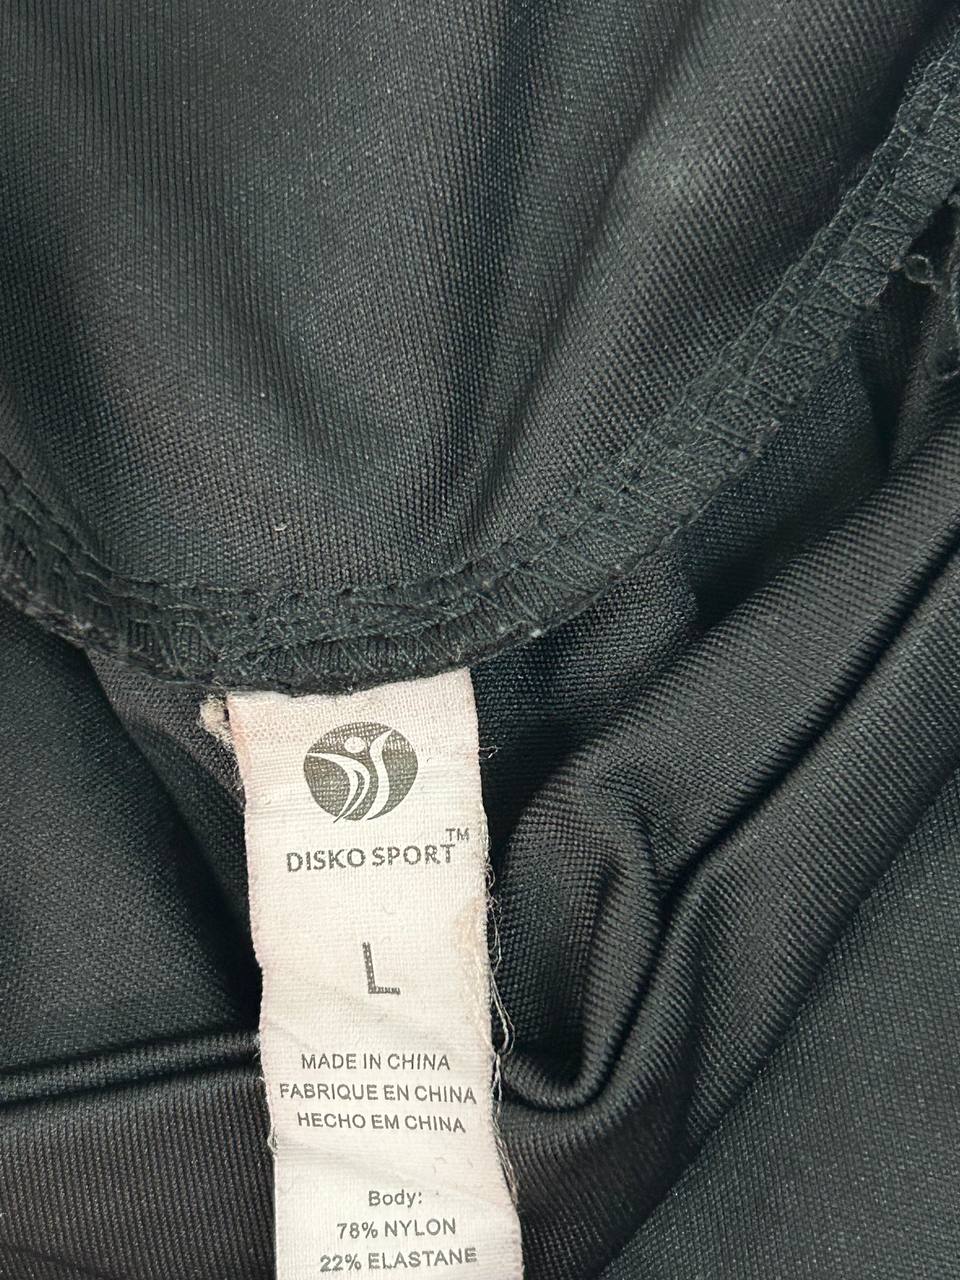 DISKO SPORT™
L
MADE IN CHINA
FABRIQUE EN CHINA
HECHO EM CHINA
Body:
78% NYLON
22% ELASTANE